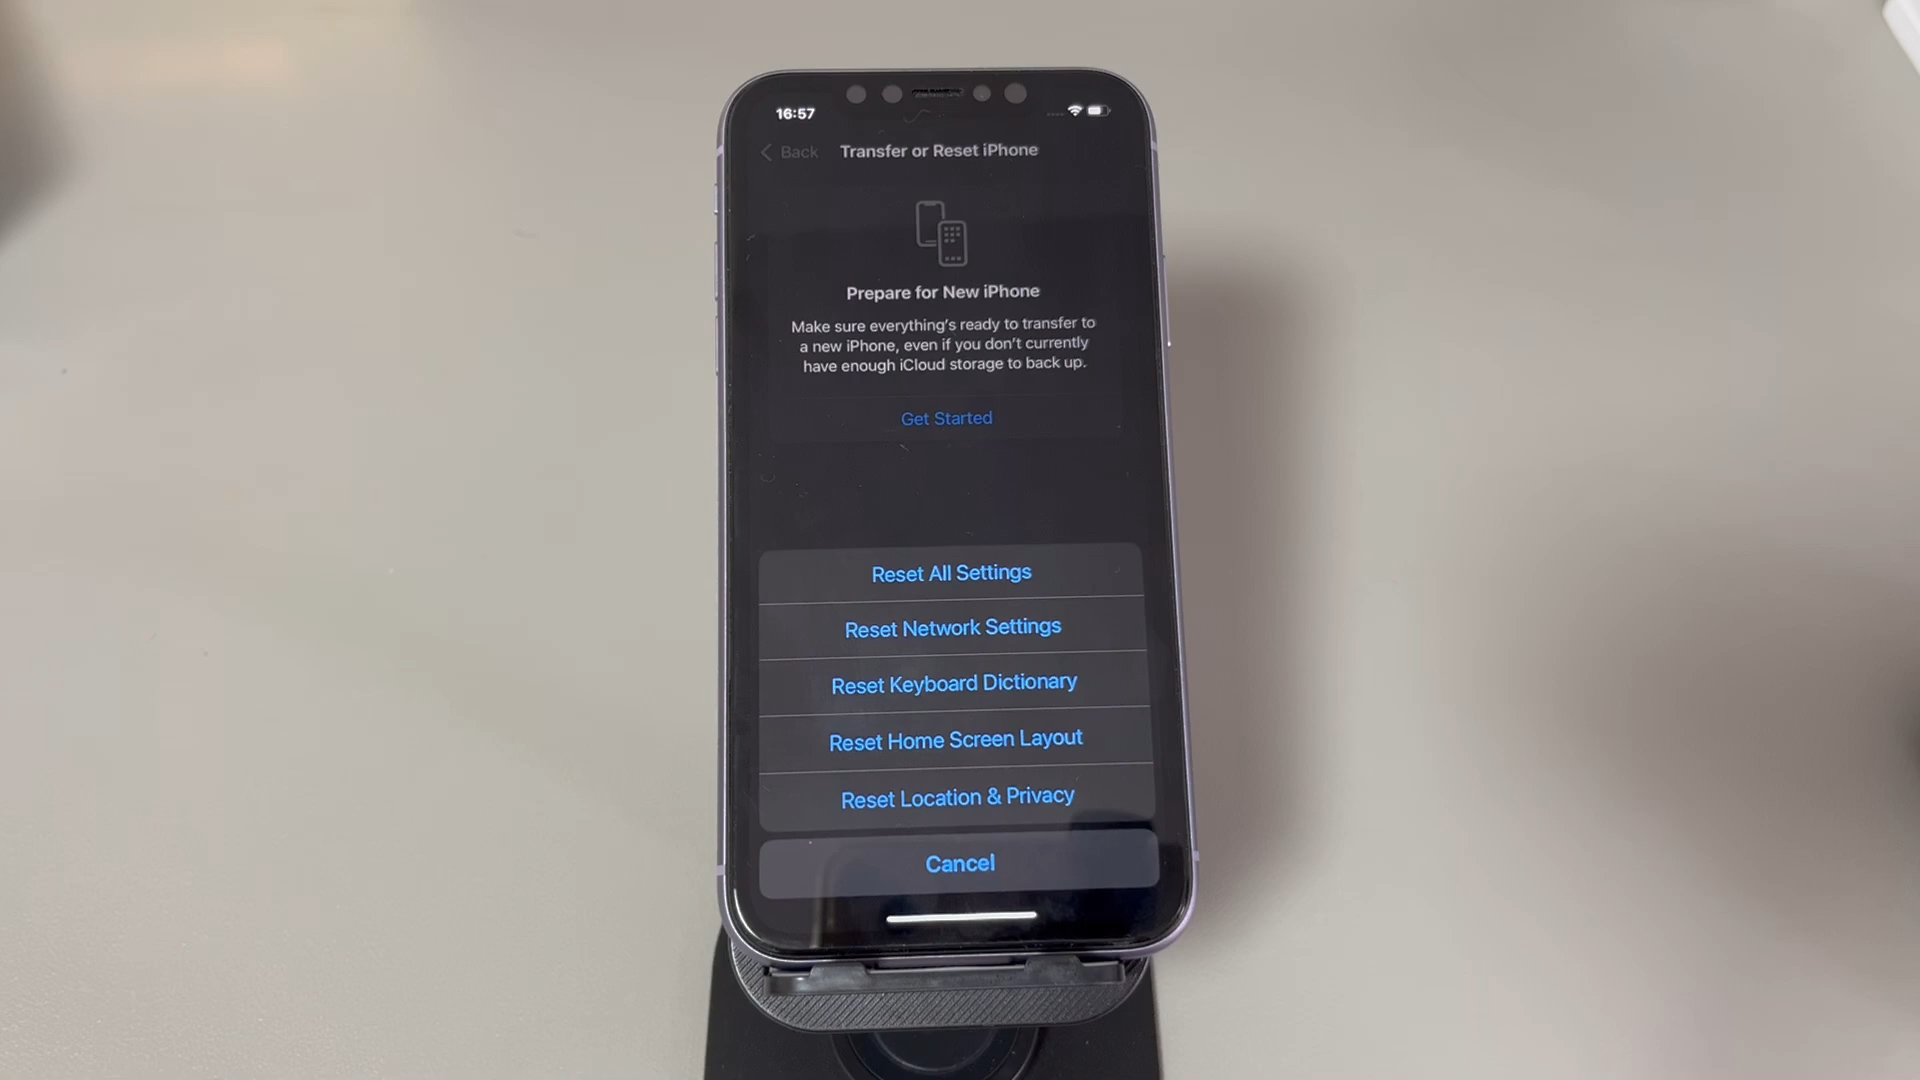 16:57
Back
Transfer or Reset iPhone
Prepare for New iPhone
Make sure everything's ready to transfer to
a new iPhone, even if you don't currently
have enough iCloud storage to back up.
Get Started
Reset All Settings
Reset Network Settings
Reset Keyboard Dictionary
Reset Home Screen Layout
Reset Location & Privacy
Cancel